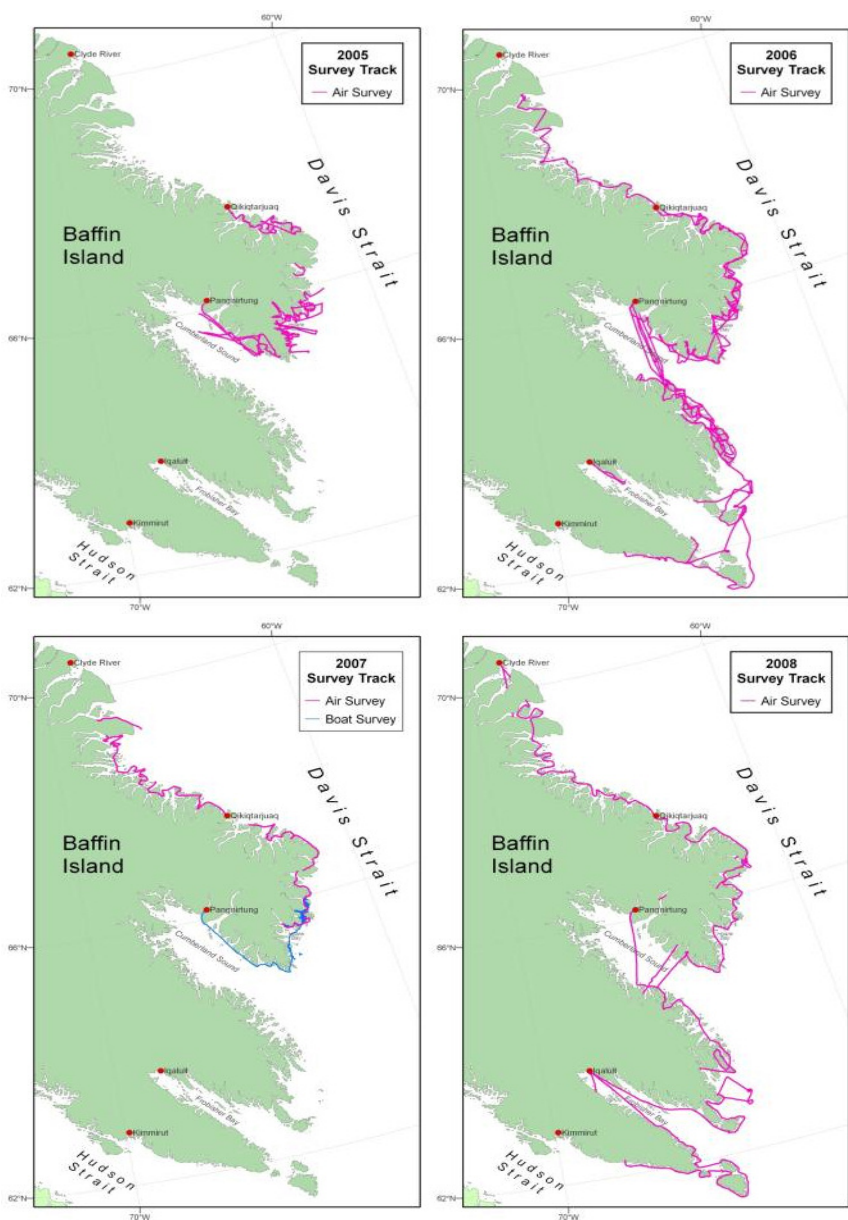 60°W
2005
Survey Track
Air Survey
Clyde River
70°N
Davis Strait
Qikiqtarjuaq
Baffin
Island
Pangnirtung
Cumberland Sound
66°N
Iqaluit
Frobisher Bay
Kimmirut
Hudson
Strait
62°N
70°W
60°W
2006
Survey Track
Air Survey
Clyde River
70°N
Davis Strait
Qikiqtarjuaq
Baffin
Island
Pangnirtung
Cumberland Sound
66°N
Iqaluit
Frobisher Bay
Kimmirut
Hudson
Strait
62°N
70°W
60°W
2007
Survey Track
Air Survey
Boat Survey
Clyde River
70°N
Davis Strait
Qikiqtarjuaq
Baffin
Island
Pangnirtung
Cumberland Sound
66°N
Iqaluit
Frobisher Bay
Kimmirut
Hudson
Strait
62°N
70°W
60°W
2008
Survey Track
Air Survey
Clyde River
70°N
Davis Strait
Qikiqtarjuaq
Baffin
Island
Pangnirtung
Cumberland Sound
66°N
Iqaluit
Frobisher Bay
Kimmirut
Hudson
Strait
62°N
70°W